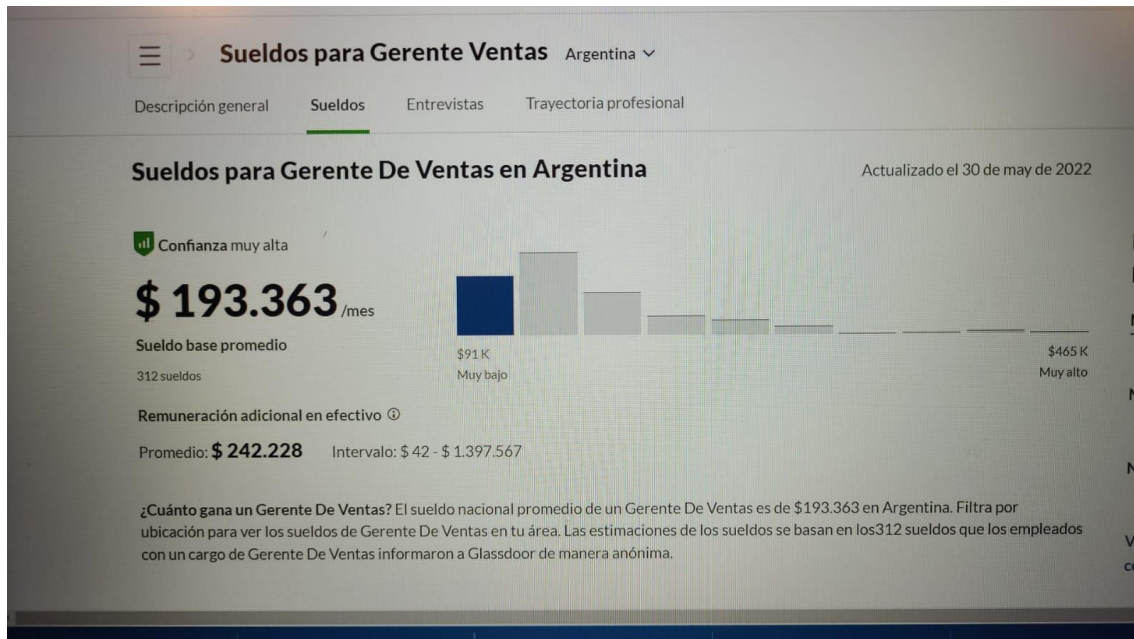 Sueldos para Gerente Ventas Argentina
Descripción general Sueldos Entrevistas Trayectoria profesional
Sueldos para Gerente De Ventas en Argentina
Actualizado el 30 de may de 2022
Confianza muy alta
$ 193.363 /mes
Sueldo base promedio
312 sueldos
$91 K
Muy bajo
$465 K
Muy alto
Remuneración adicional en efectivo
Promedio: $ 242.228 Intervalo: $ 42 - $ 1.397.567
¿Cuánto gana un Gerente De Ventas? El sueldo nacional promedio de un Gerente De Ventas es de $193.363 en Argentina. Filtra por
ubicación para ver los sueldos de Gerente De Ventas en tu área. Las estimaciones de los sueldos se basan en los312 sueldos que los empleados
con un cargo de Gerente De Ventas informaron a Glassdoor de manera anónima.